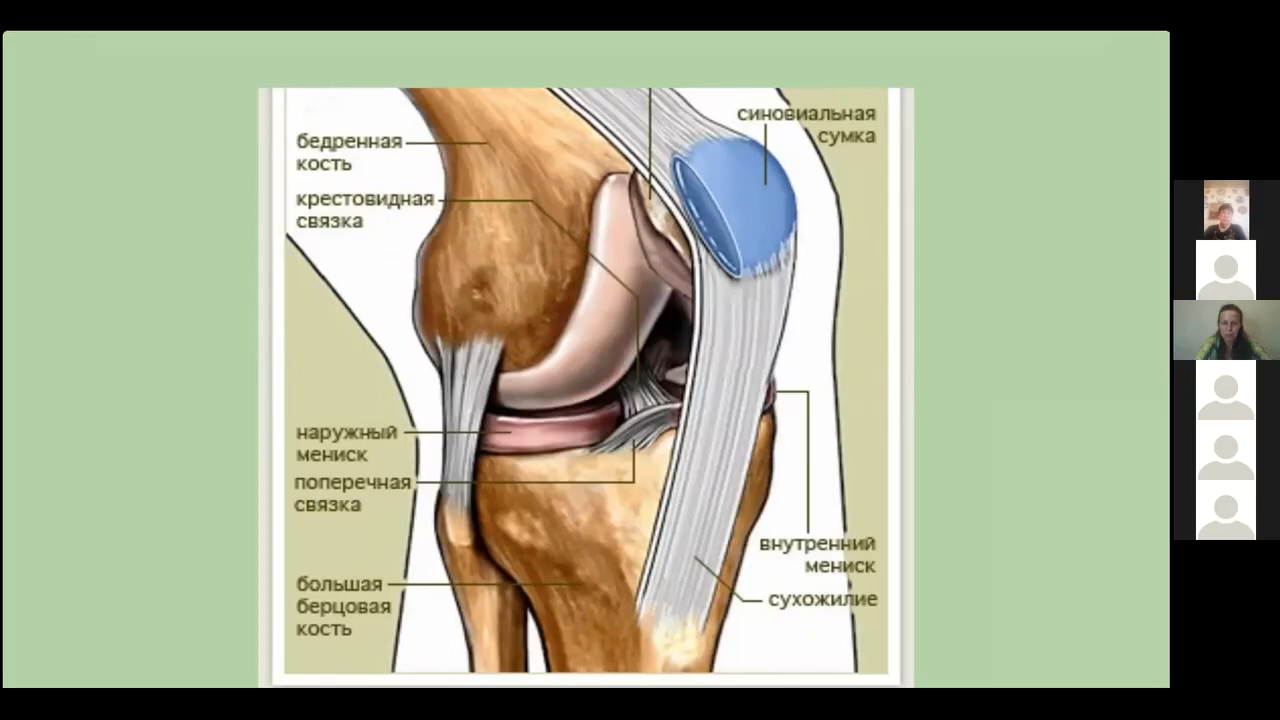 синовиальная
сумка
бедренная
кость
крестовидная
связка
наружный
мениск
поперечная
связка
внутренний
мениск
большая
берцовая
кость
сухожилие